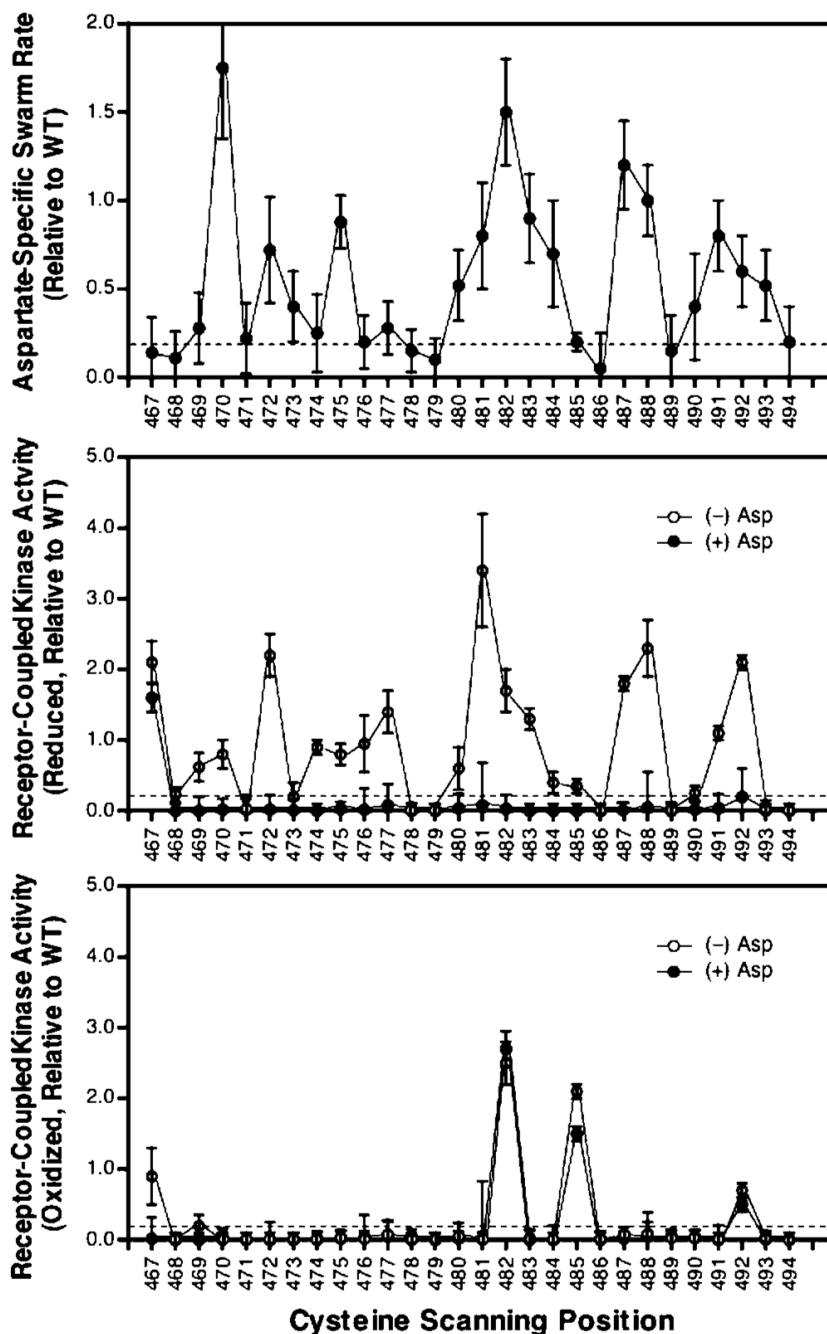 Aspartate-Specific Swarm Rate
(Relative to WT)
2.0
1.5
1.0
0.5
0.0
467 468 469 470 471 472 473 474 475 476 477 478 479 480 481 482 483 484 485 486 487 488 489 490 491 492 493 494
Receptor-Coupled Kinase Actvity
(Reduced, Relative to WT)
5.0
4.0
3.0
2.0
1.0
0.0
(−) Asp
(+) Asp
467 468 469 470 471 472 473 474 475 476 477 478 479 480 481 482 483 484 485 486 487 488 489 490 491 492 493 494
Receptor-Coupled Kinase Activity
(Oxidized, Relative to WT)
5.0
4.0
3.0
2.0
1.0
0.0
(−) Asp
(+) Asp
467 468 469 470 471 472 473 474 475 476 477 478 479 480 481 482 483 484 485 486 487 488 489 490 491 492 493 494
Cysteine Scanning Position